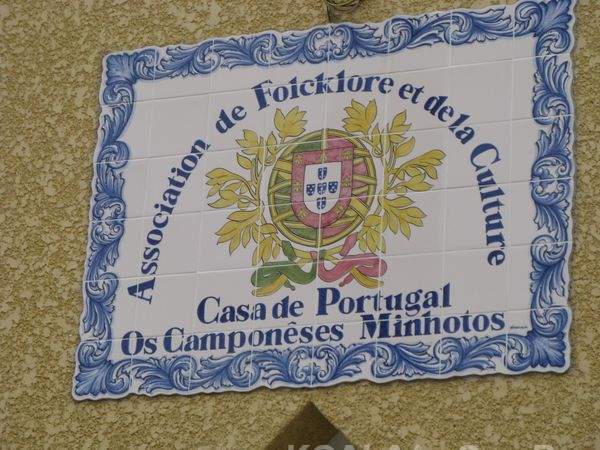 Association de Folcklore et de la Culture
Casa de Portugal
Os Camponêses Minhotos